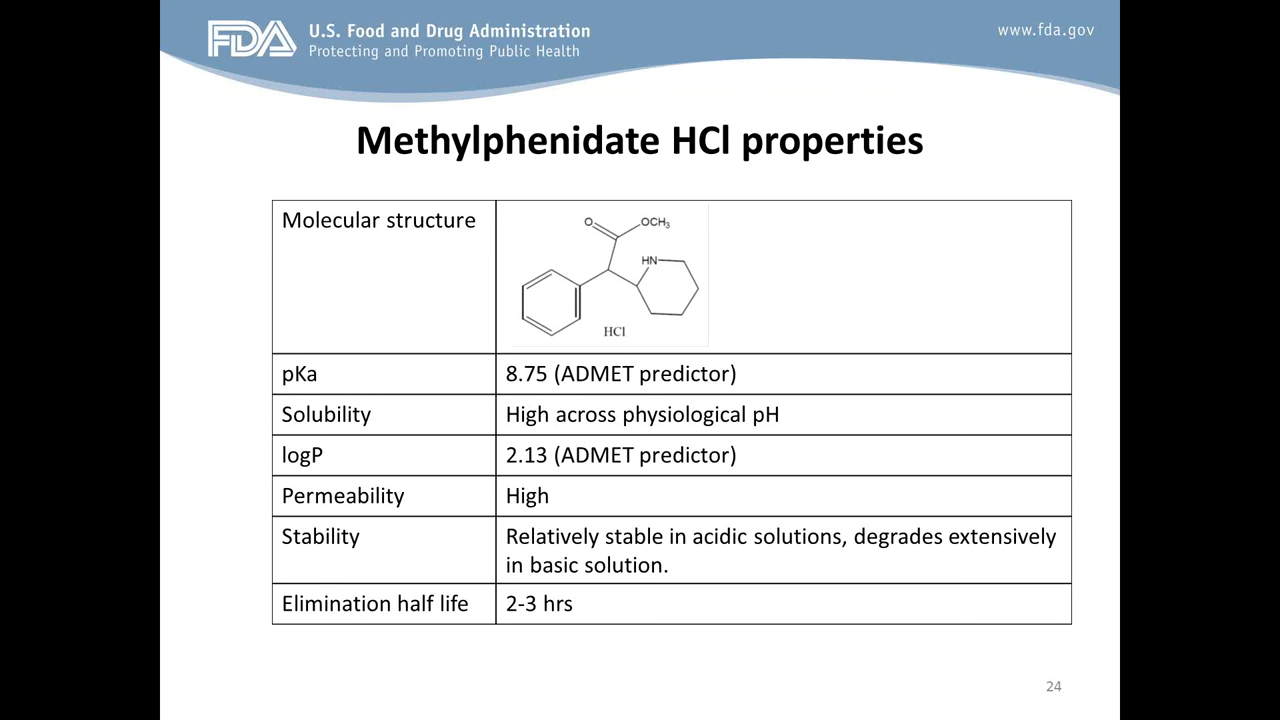 FDA
U.S. Food and Drug Administration
Protecting and Promoting Public Health
www.fda.gov
Methylphenidate HCl properties
Molecular structure
O
OCH3
HN
HCl
pKa
8.75 (ADMET predictor)
Solubility
High across physiological pH
logP
2.13 (ADMET predictor)
Permeability
High
Stability
Relatively stable in acidic solutions, degrades extensively
in basic solution.
Elimination half life
2-3 hrs
24